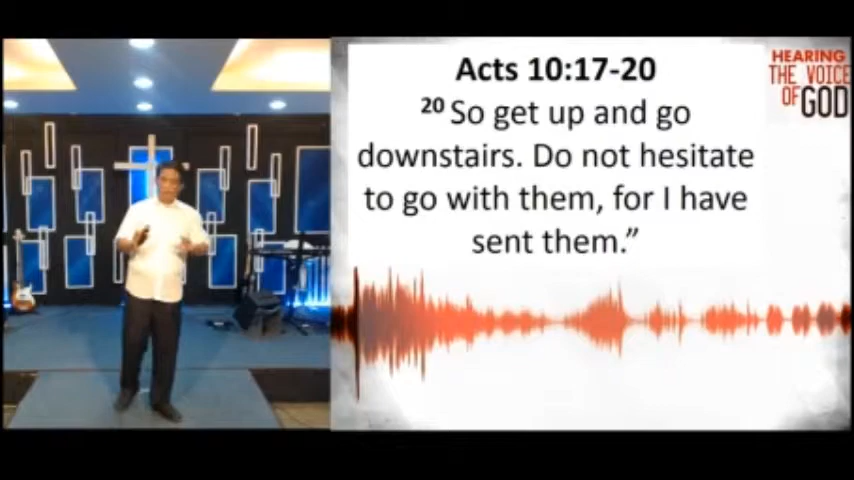 Acts 10:17-20
20 So get up and go
downstairs. Do not hesitate
to go with them, for I have
sent them.”
HEARING
THE VOICE
OF GOD